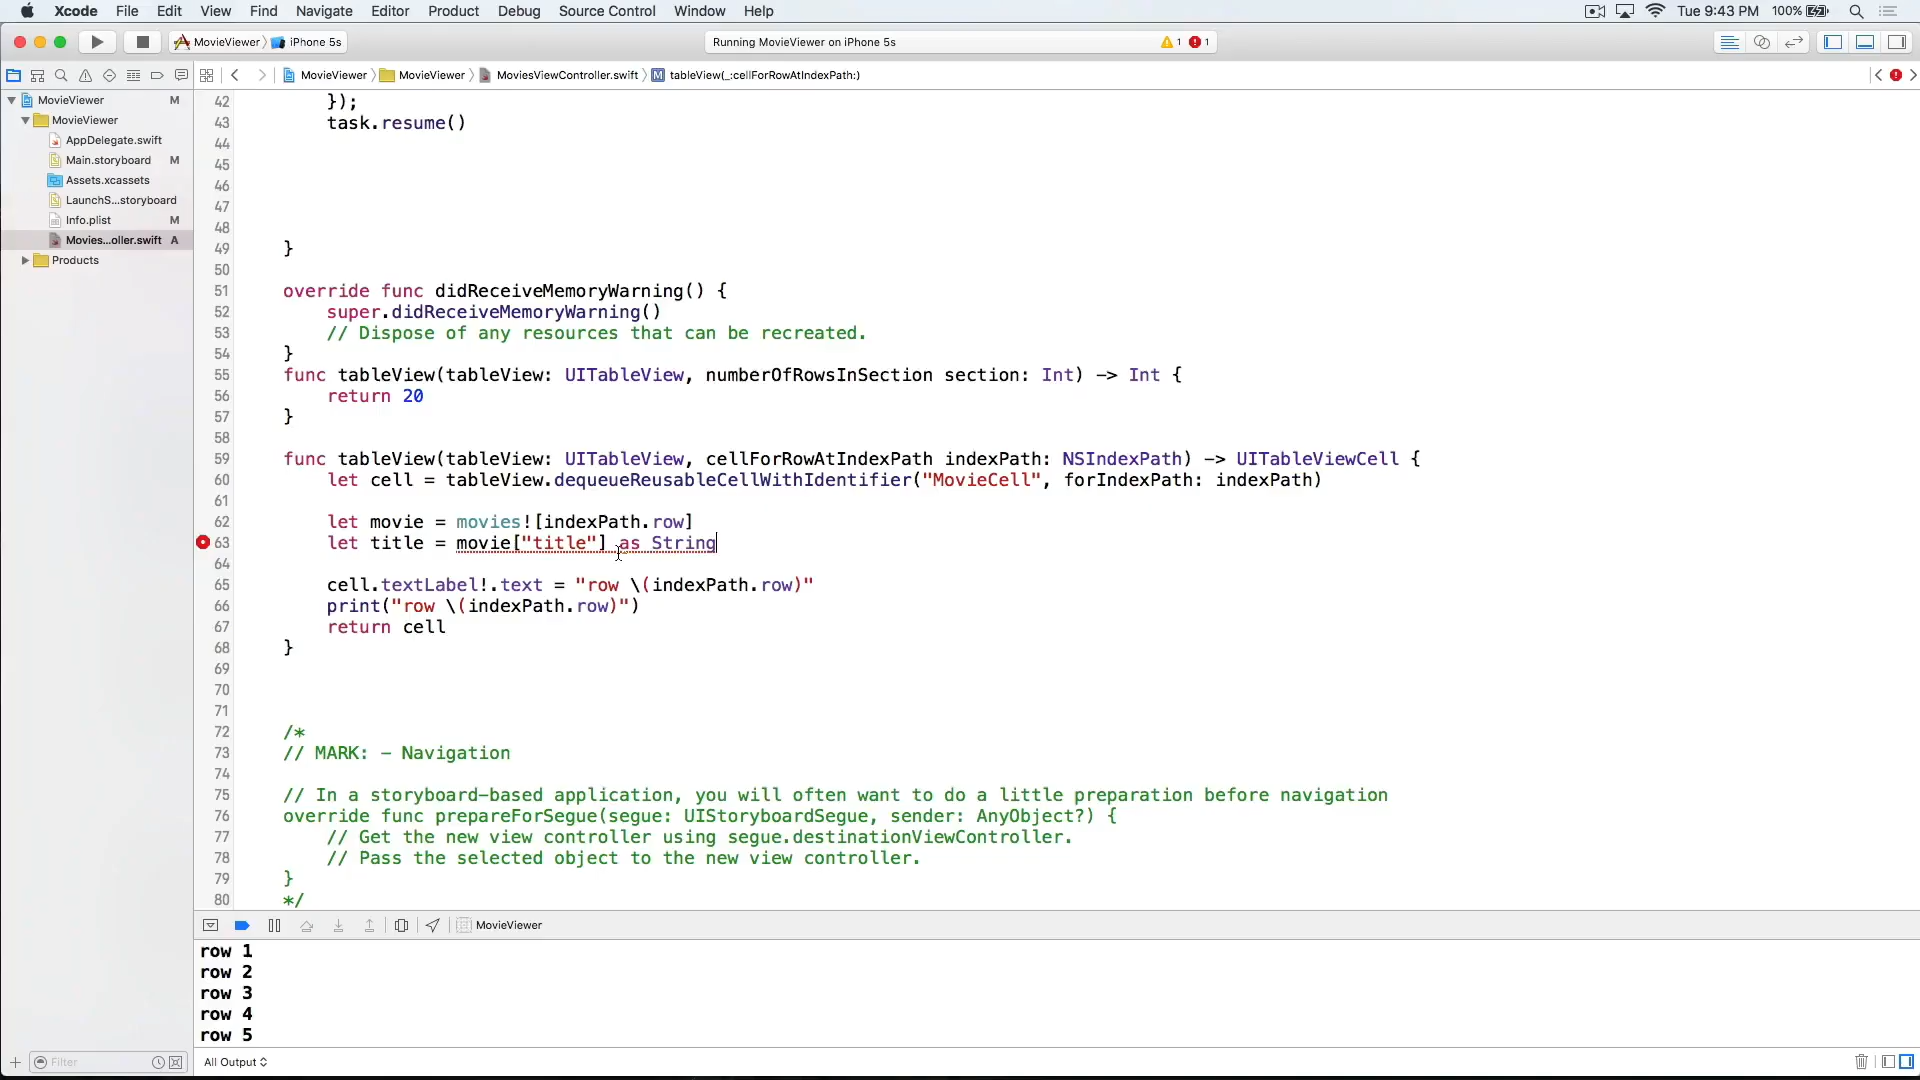 Xcode File Edit View Find Navigate Editor Product Debug Source Control Window Help Tue 9:43 PM 100%
MovieViewer iPhone 5s Running MovieViewer on iPhone 5s 1 1
MovieViewer MovieViewer MoviesViewController.swift M tableView(_:cellForRowAtIndexPath:)
MovieViewer M
MovieViewer
AppDelegate.swift
Main.storyboard M
Assets.xcassets
LaunchS...storyboard
Info.plist M
Movies...oller.swift A
Products
42 });
43 task.resume()
44
45
46
47
48
49 }
50
51 override func didReceiveMemoryWarning() {
52 super.didReceiveMemoryWarning()
53 // Dispose of any resources that can be recreated.
54 }
55 func tableView(tableView: UITableView, numberOfRowsInSection section: Int) -> Int {
56 return 20
57 }
58
59 func tableView(tableView: UITableView, cellForRowAtIndexPath indexPath: NSIndexPath) -> UITableViewCell {
60 let cell = tableView.dequeueReusableCellWithIdentifier("MovieCell", forIndexPath: indexPath)
61
62 let movie = movies![indexPath.row]
63 let title = movie["title"] as String
64
65 cell.textLabel!.text = "row \(indexPath.row)"
66 print("row \(indexPath.row)")
67 return cell
68 }
69
70
71
72 /*
73 // MARK: - Navigation
74
75 // In a storyboard-based application, you will often want to do a little preparation before navigation
76 override func prepareForSegue(segue: UIStoryboardSegue, sender: AnyObject?) {
77 // Get the new view controller using segue.destinationViewController.
78 // Pass the selected object to the new view controller.
79 }
80 */
MovieViewer
row 1
row 2
row 3
row 4
row 5
Filter All Output